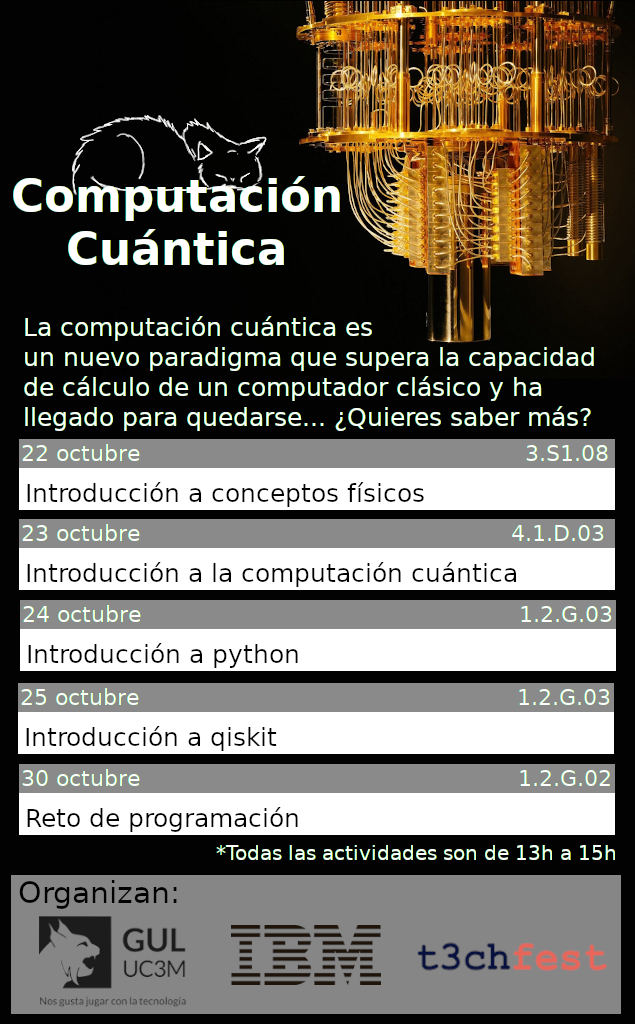 Computación
Cuántica
La computación cuántica es
un nuevo paradigma que supera la capacidad
de cálculo de un computador clásico y ha
llegado para quedarse... ¿Quieres saber más?
22 octubre 3.S1.08
Introducción a conceptos físicos
23 octubre 4.1.D.03
Introducción a la computación cuántica
24 octubre 1.2.G.03
Introducción a python
25 octubre 1.2.G.03
Introducción a qiskit
30 octubre 1.2.G.02
Reto de programación
*Todas las actividades son de 13h a 15h
Organizan:
GUL
UC3M
Nos gusta jugar con la tecnología
IBM
t3chfest